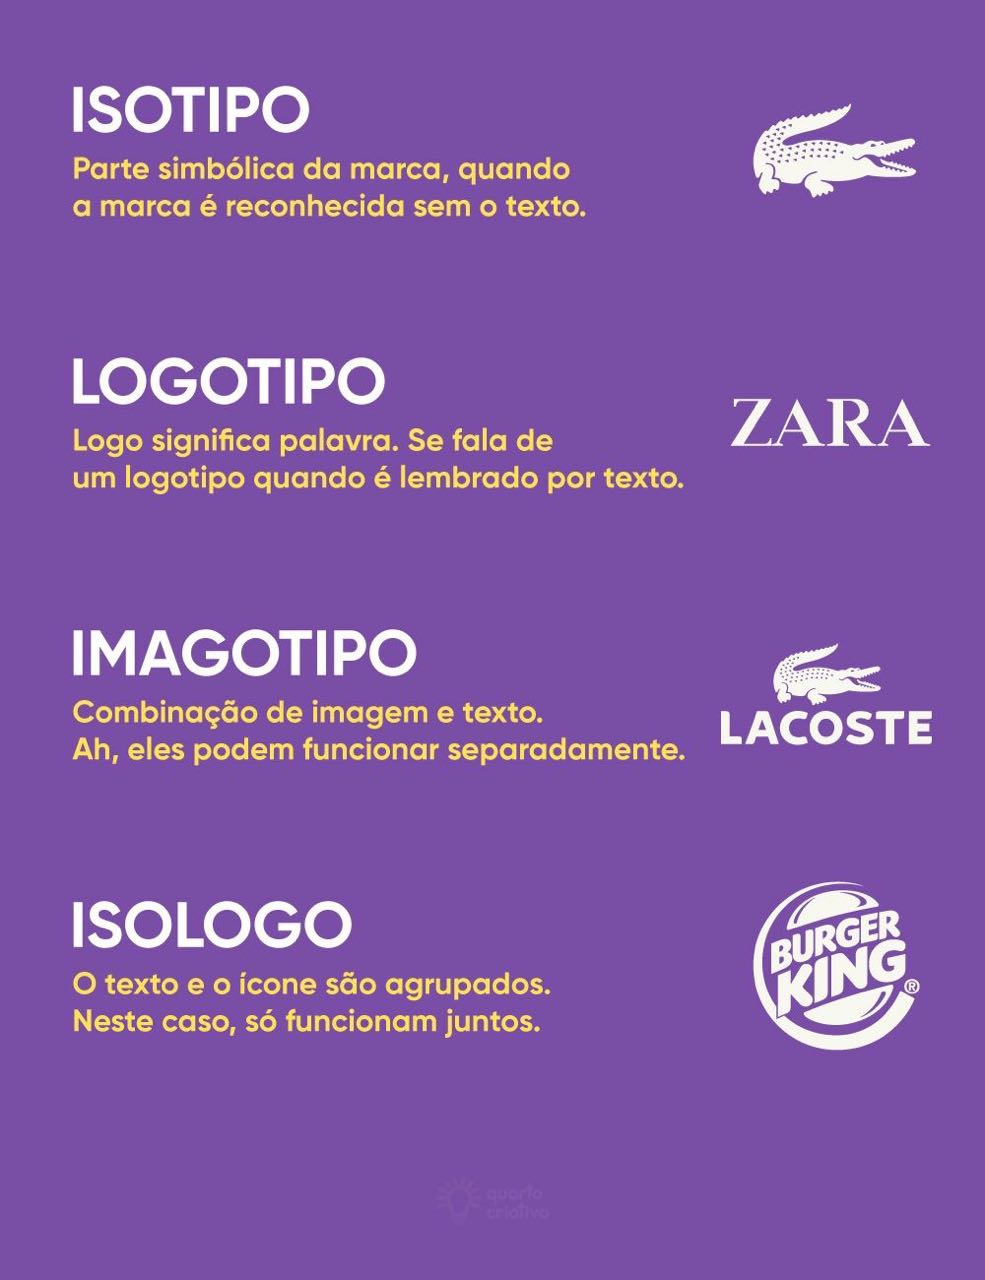 ISOTIPO
Parte simbólica da marca, quando
a marca é reconhecida sem o texto.
LOGOTIPO
Logo significa palavra. Se fala de
um logotipo quando é lembrado por texto.
ZARA
IMAGOTIPO
Combinação de imagem e texto.
Ah, eles podem funcionar separadamente.
LACOSTE
ISOLOGO
O texto e o ícone são agrupados.
Neste caso, só funcionam juntos.
BURGER
KING®
quarto
criativo